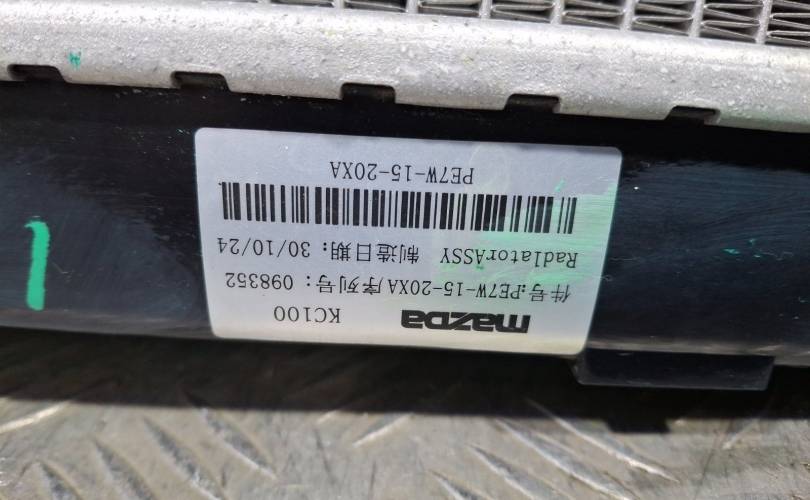 mazda KC100
件号:PE7W-15-20XA序列号: 098352
RadiatorASSY 制造日期: 30/10/24
PE7W-15-20XA